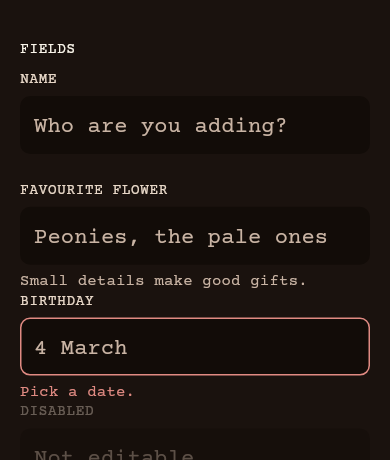 FIELDS
NAME
Who are you adding?
FAVOURITE FLOWER
Peonies, the pale ones
Small details make good gifts.
BIRTHDAY
4 March
Pick a date.
DISABLED
Not editable